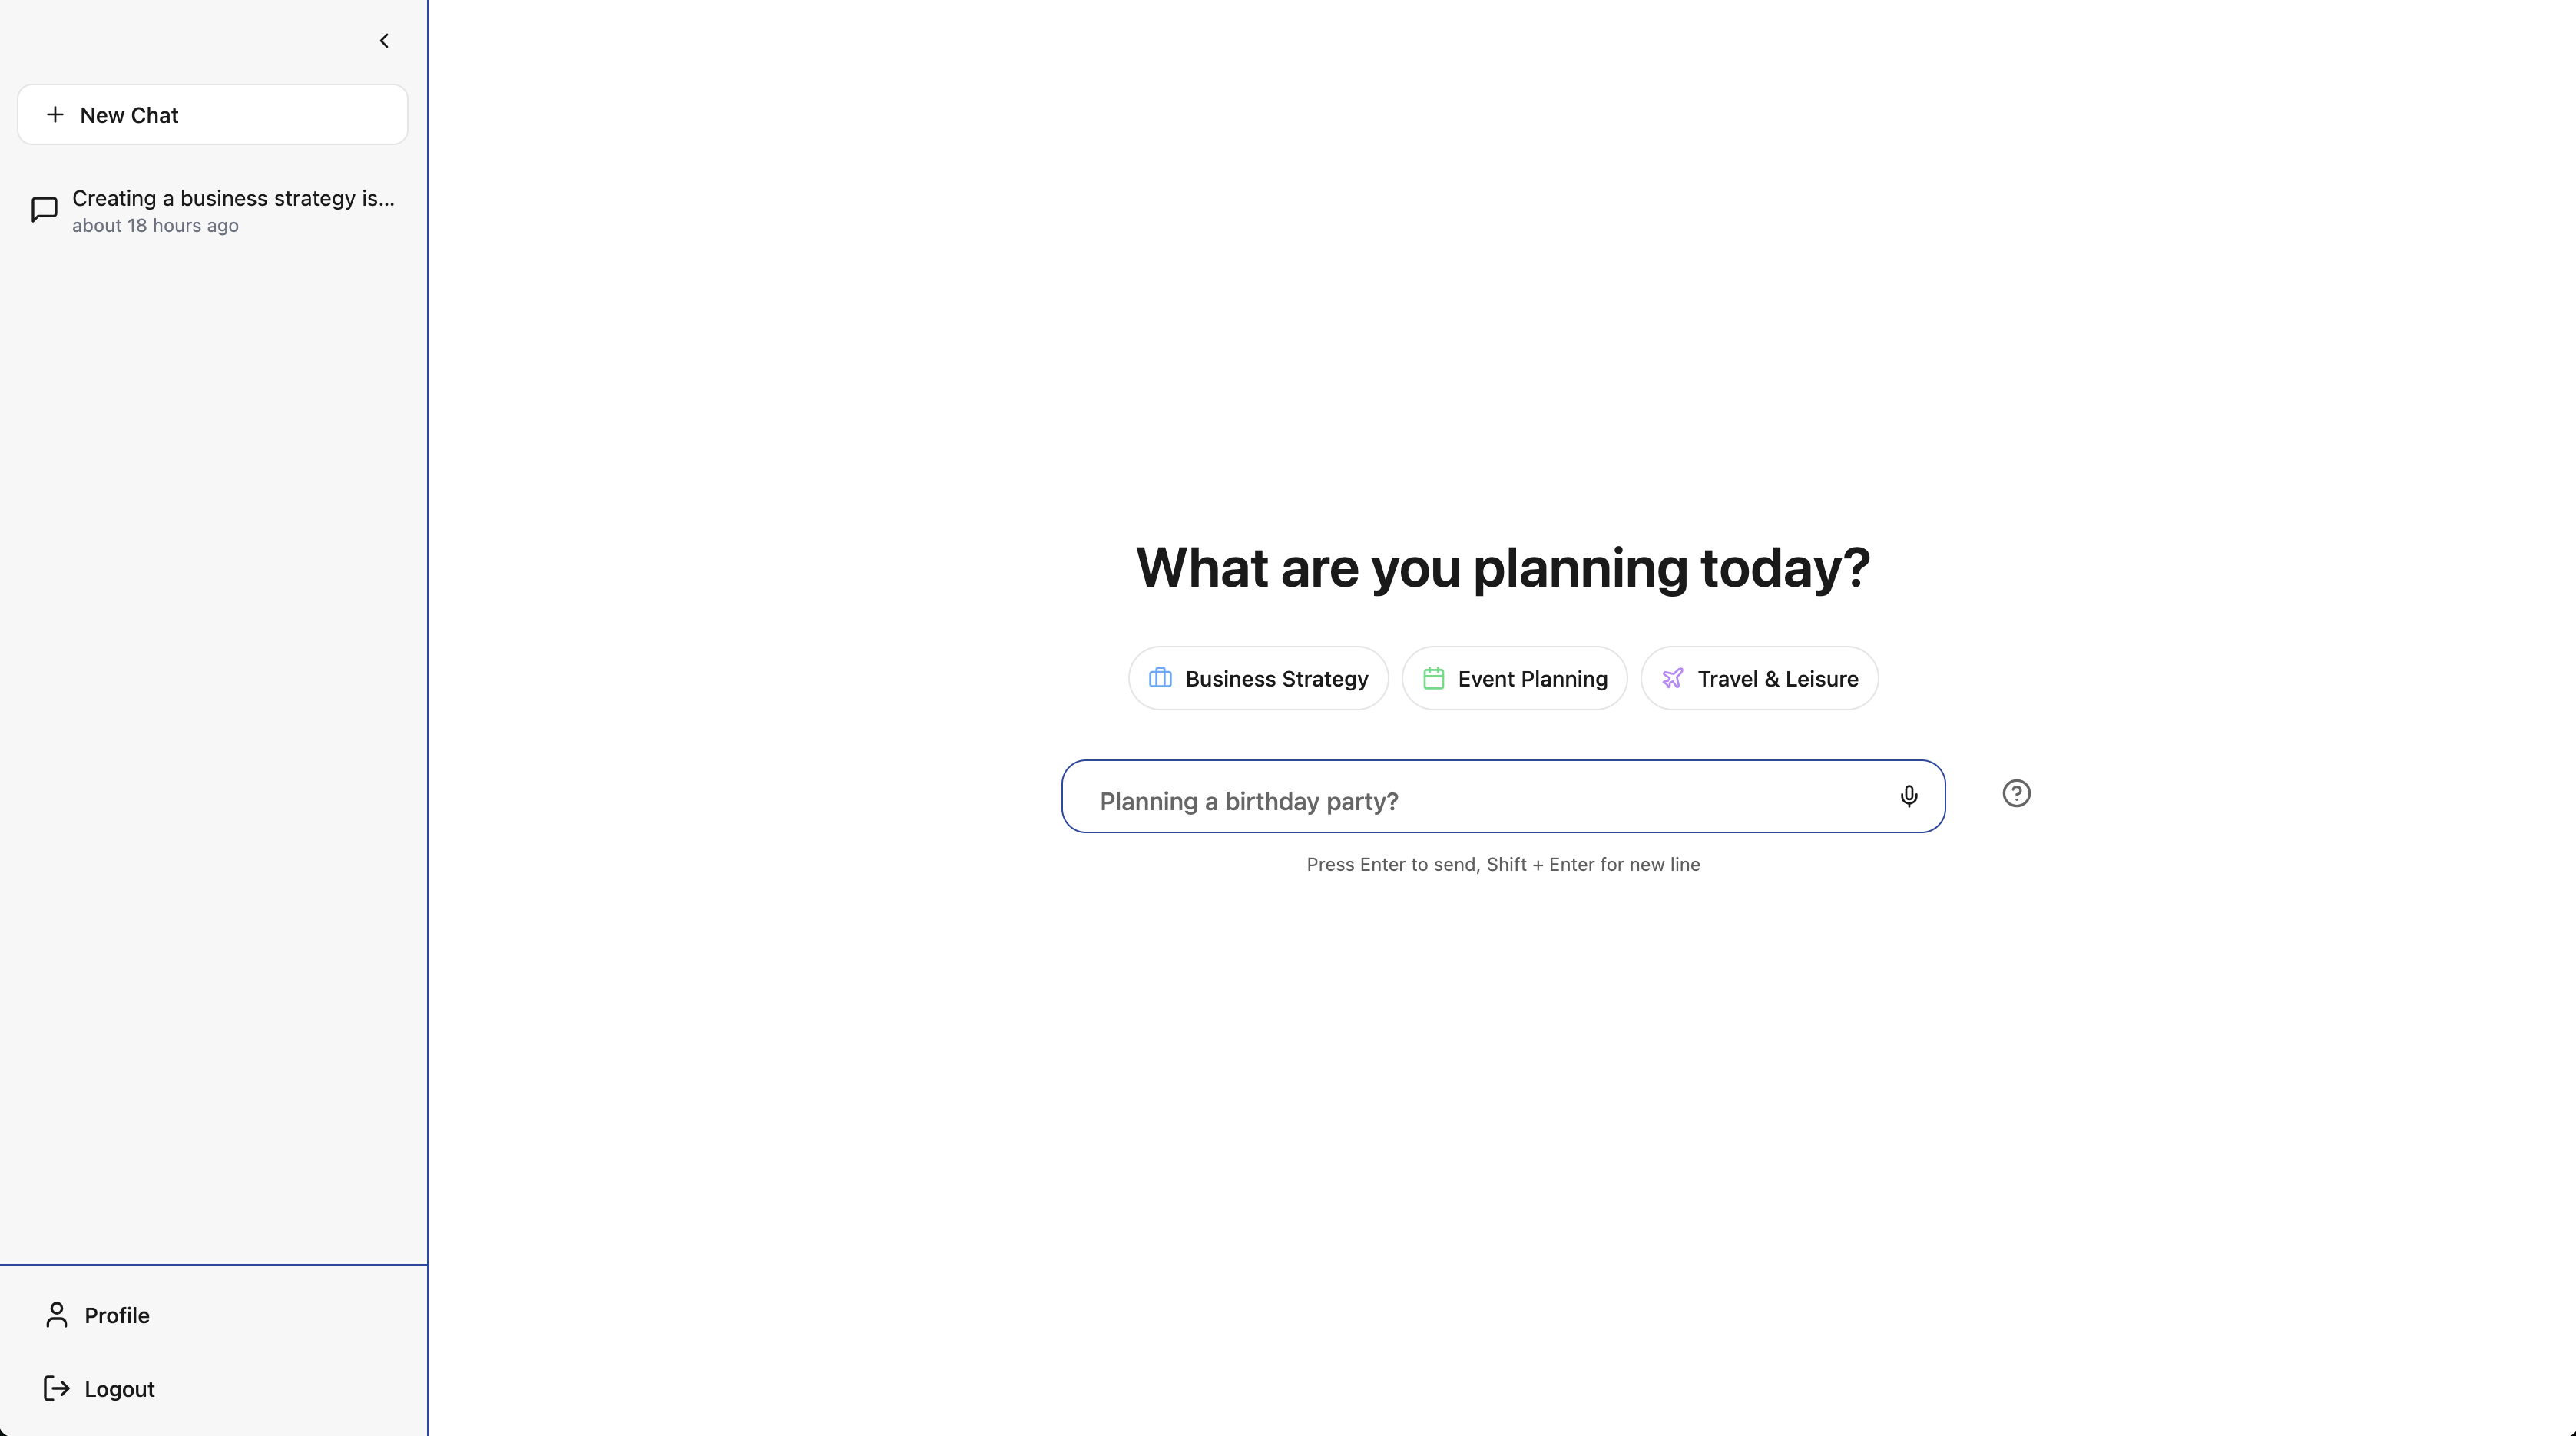 New Chat
Creating a business strategy is...
about 18 hours ago
What are you planning today?
Business Strategy
Event Planning
Travel & Leisure
Planning a birthday party?
Press Enter to send, Shift + Enter for new line
Profile
Logout